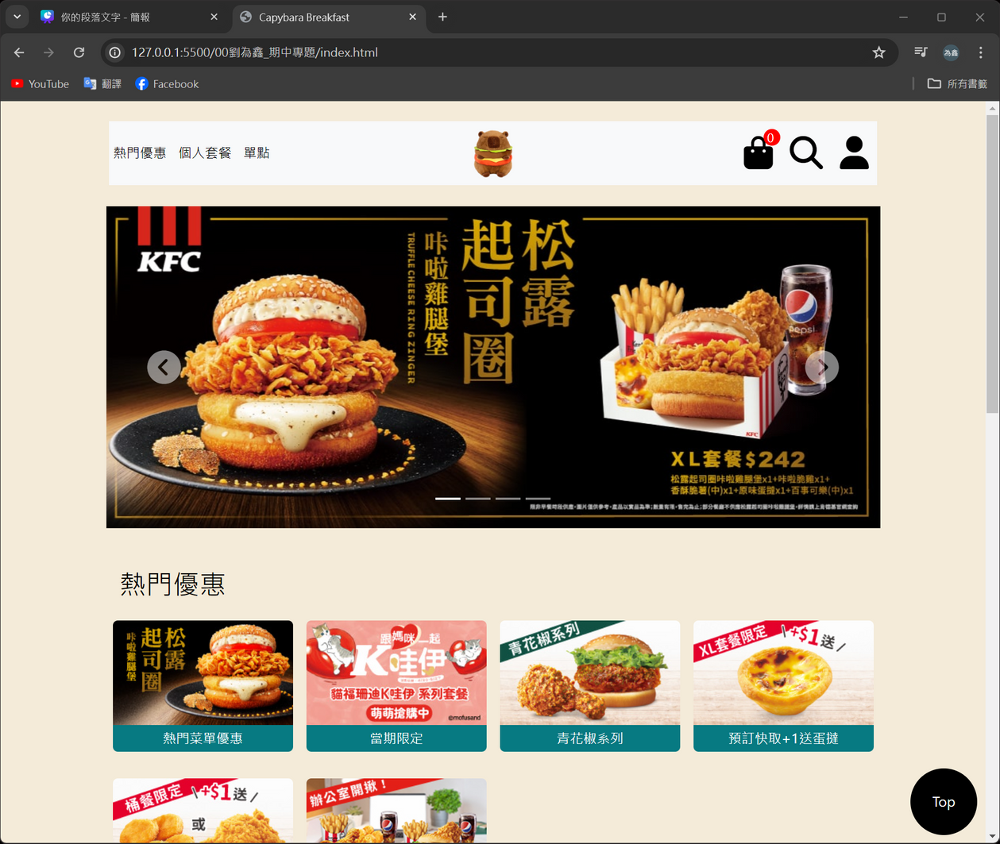 你的段落文字 - 簡報
Capybara Breakfast
127.0.0.1:5500/00劉為鑫_期中專題/index.html
為鑫
YouTube
翻譯
Facebook
所有書籤
熱門優惠 個人套餐 單點
0
KFC
松露
起司圈
咔啦雞腿堡
TRUFFLE CHEESE RING ZINGER
pepsi
KFC
XL套餐$242
松露起司圈咔啦雞腿堡x1+咔啦脆雞x1+
香酥脆薯(中)x1+原味蛋撻x1+百事可樂(中)x1
熱門優惠
松露
起司圈
咔啦雞腿堡
熱門菜單優惠
跟媽咪一起
K哇伊
貓福珊迪K哇伊 系列套餐
萌萌搶購中
©mofusand
當期限定
青花椒系列
青花椒系列
XL套餐限定 +$1送
預訂快取+1送蛋撻
桶餐限定 +$1送
或
辦公室開揪！
Top